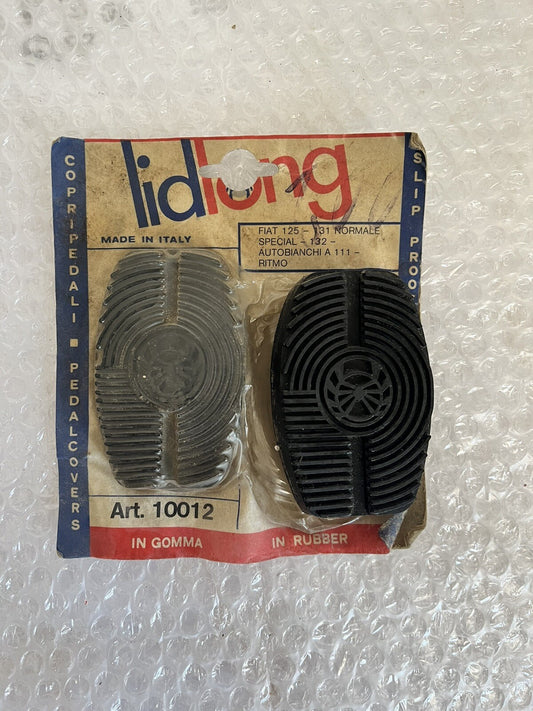 lidlong
MADE IN ITALY
FIAT 125 - 131 NORMALE
SPECIAL - 132 -
AUTOBIANCHI A 111 -
RITMO
COPRIPEDALI ■ PEDALCOVERS
SLIP PROO
Art. 10012
IN GOMMA
IN RUBBER